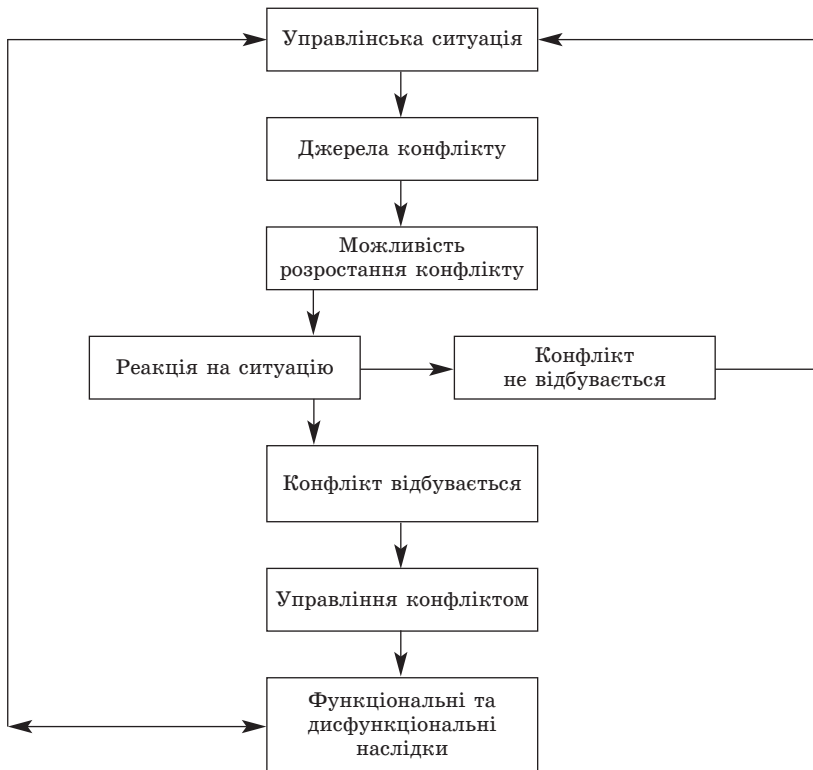 Управлінська ситуація
Джерела конфлікту
Можливість
розростання конфлікту
Реакція на ситуацію
Конфлікт
не відбувається
Конфлікт відбувається
Управління конфліктом
Функціональні та
дисфункціональні
наслідки